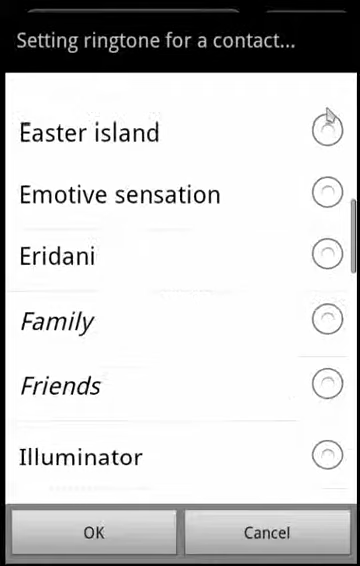 Setting ringtone for a contact...
Easter island
Emotive sensation
Eridani
Family
Friends
Illuminator
OK
Cancel